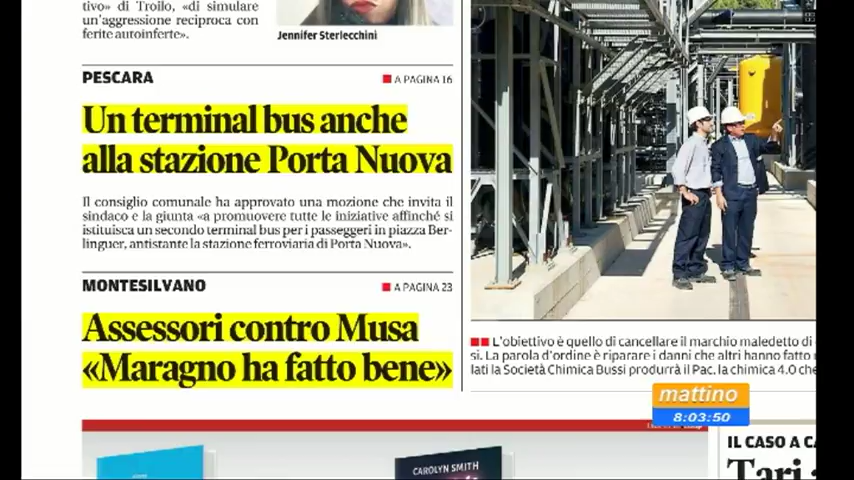 tivo» di Troilo, «di simulare
un'aggressione reciproca con
ferite autoinferte».
Jennifer Sterlecchini
PESCARA
A PAGINA 16
Un terminal bus anche
alla stazione Porta Nuova
Il consiglio comunale ha approvato una mozione che invita il
sindaco e la giunta «a promuovere tutte le iniziative affinché si
istituisca un secondo terminal bus per i passeggeri in piazza Ber-
linguer, antistante la stazione ferroviaria di Porta Nuova».
MONTESILVANO
A PAGINA 23
Assessori contro Musa
«Maragno ha fatto bene»
L'obiettivo è quello di cancellare il marchio maledetto di
si. La parola d'ordine è riparare i danni che altri hanno fatto
lati la Società Chimica Bussi produrrà il Pac, la chimica 4.0 che
mattino
8:03:50
CAROLYN SMITH
IL CASO A
Tari